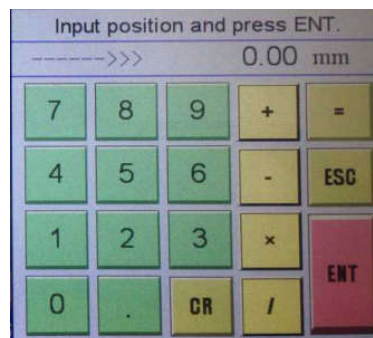 Input position and press ENT.
------>>> 0.00 mm
7 8 9 + =
4 5 6 - ESC
1 2 3 ×
ENT
0 . CR /